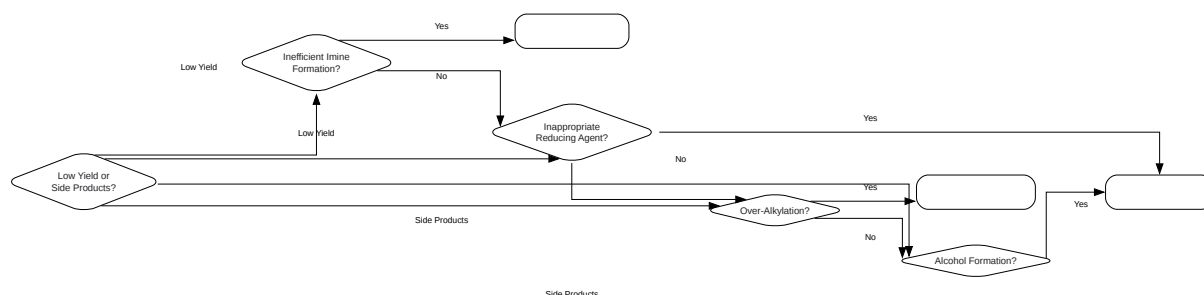 Yes
Inefficient Imine
Formation?
Low Yield
No
Inappropriate
Reducing Agent?
Yes
Low Yield
No
Low Yield or
Side Products?
Yes
Over-Alkylation?
Yes
Side Products
No
Alcohol Formation?
Side Products